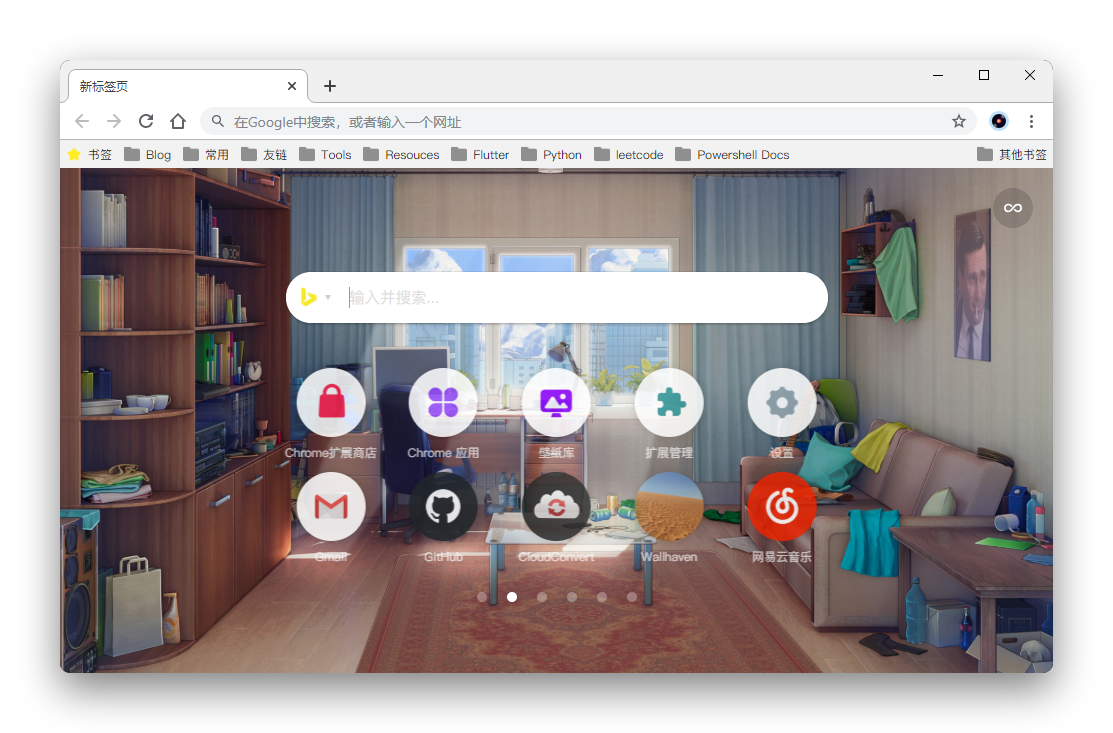 新标签页
在Google中搜索，或者输入一个网址
书签 Blog 常用 友链 Tools Resouces Flutter Python leetcode Powershell Docs 其他书签
输入并搜索...
Chrome扩展商店 Chrome 应用 壁纸库 扩展管理 设置
Gmail GitHub CloudConvert Wallhaven 网易云音乐